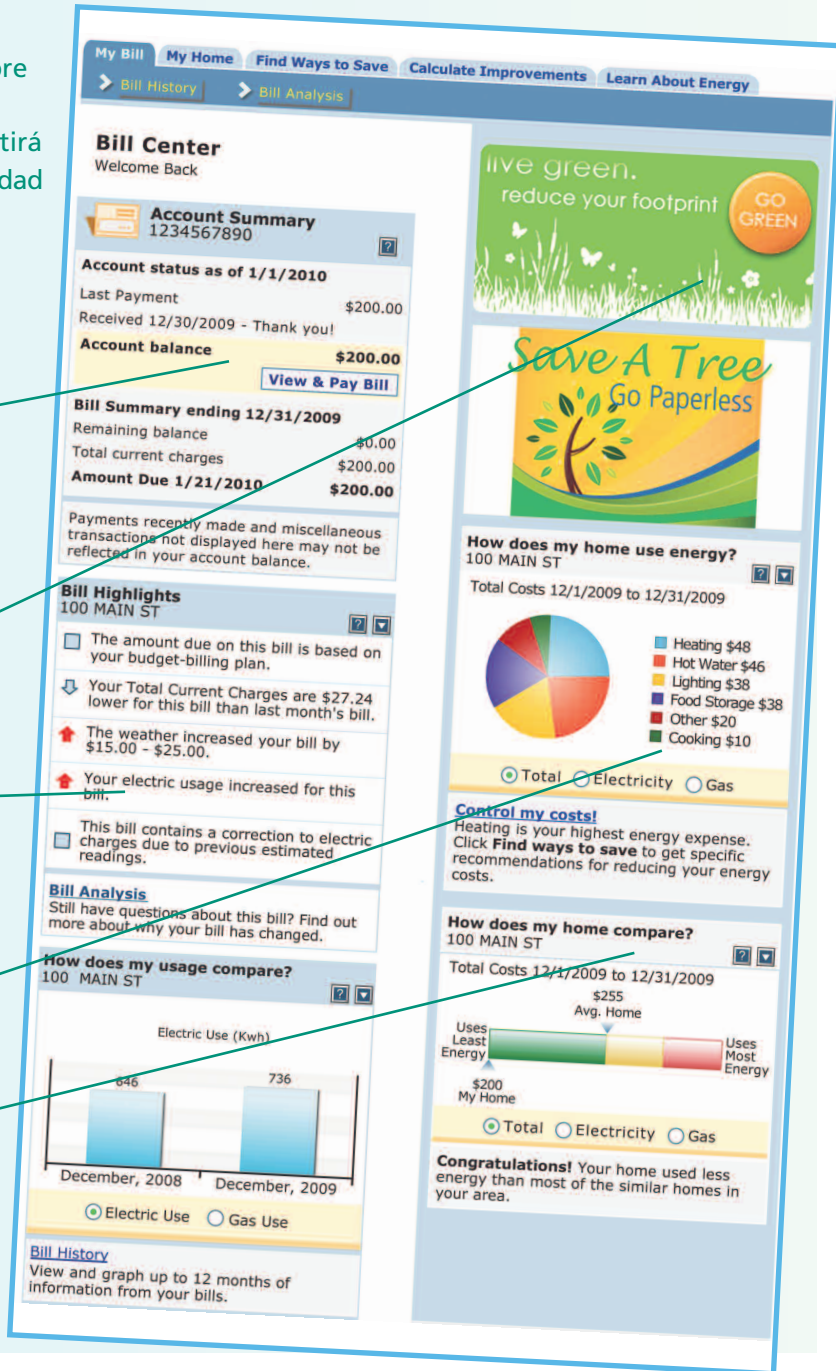 ore
tirá
dad
My Bill
My Home
Find Ways to Save
Calculate Improvements
Learn About Energy
Bill History
Bill Analysis
Bill Center
Welcome Back
Account Summary
1234567890
?
Account status as of 1/1/2010
Last Payment $200.00
Received 12/30/2009 - Thank you!
Account balance $200.00
View & Pay Bill
Bill Summary ending 12/31/2009
Remaining balance $0.00
Total current charges $200.00
Amount Due 1/21/2010 $200.00
Payments recently made and miscellaneous
transactions not displayed here may not be
reflected in your account balance.
Bill Highlights
100 MAIN ST
?
The amount due on this bill is based on
your budget-billing plan.
Your Total Current Charges are $27.24
lower for this bill than last month's bill.
The weather increased your bill by
$15.00 - $25.00.
Your electric usage increased for this
bill.
This bill contains a correction to electric
charges due to previous estimated
readings.
Bill Analysis
Still have questions about this bill? Find out
more about why your bill has changed.
How does my usage compare?
100 MAIN ST
?
Electric Use (Kwh)
646
736
December, 2008
December, 2009
Electric Use
Gas Use
Bill History
View and graph up to 12 months of
information from your bills.
live green.
reduce your footprint
GO
GREEN
Save A Tree
Go Paperless
How does my home use energy?
100 MAIN ST
?
Total Costs 12/1/2009 to 12/31/2009
Heating $48
Hot Water $46
Lighting $38
Food Storage $38
Other $20
Cooking $10
Total
Electricity
Gas
Control my costs!
Heating is your highest energy expense.
Click Find ways to save to get specific
recommendations for reducing your energy
costs.
How does my home compare?
100 MAIN ST
?
Total Costs 12/1/2009 to 12/31/2009
$255
Avg. Home
Uses
Least
Energy
Uses
Most
Energy
$200
My Home
Total
Electricity
Gas
Congratulations! Your home used less
energy than most of the similar homes in
your area.